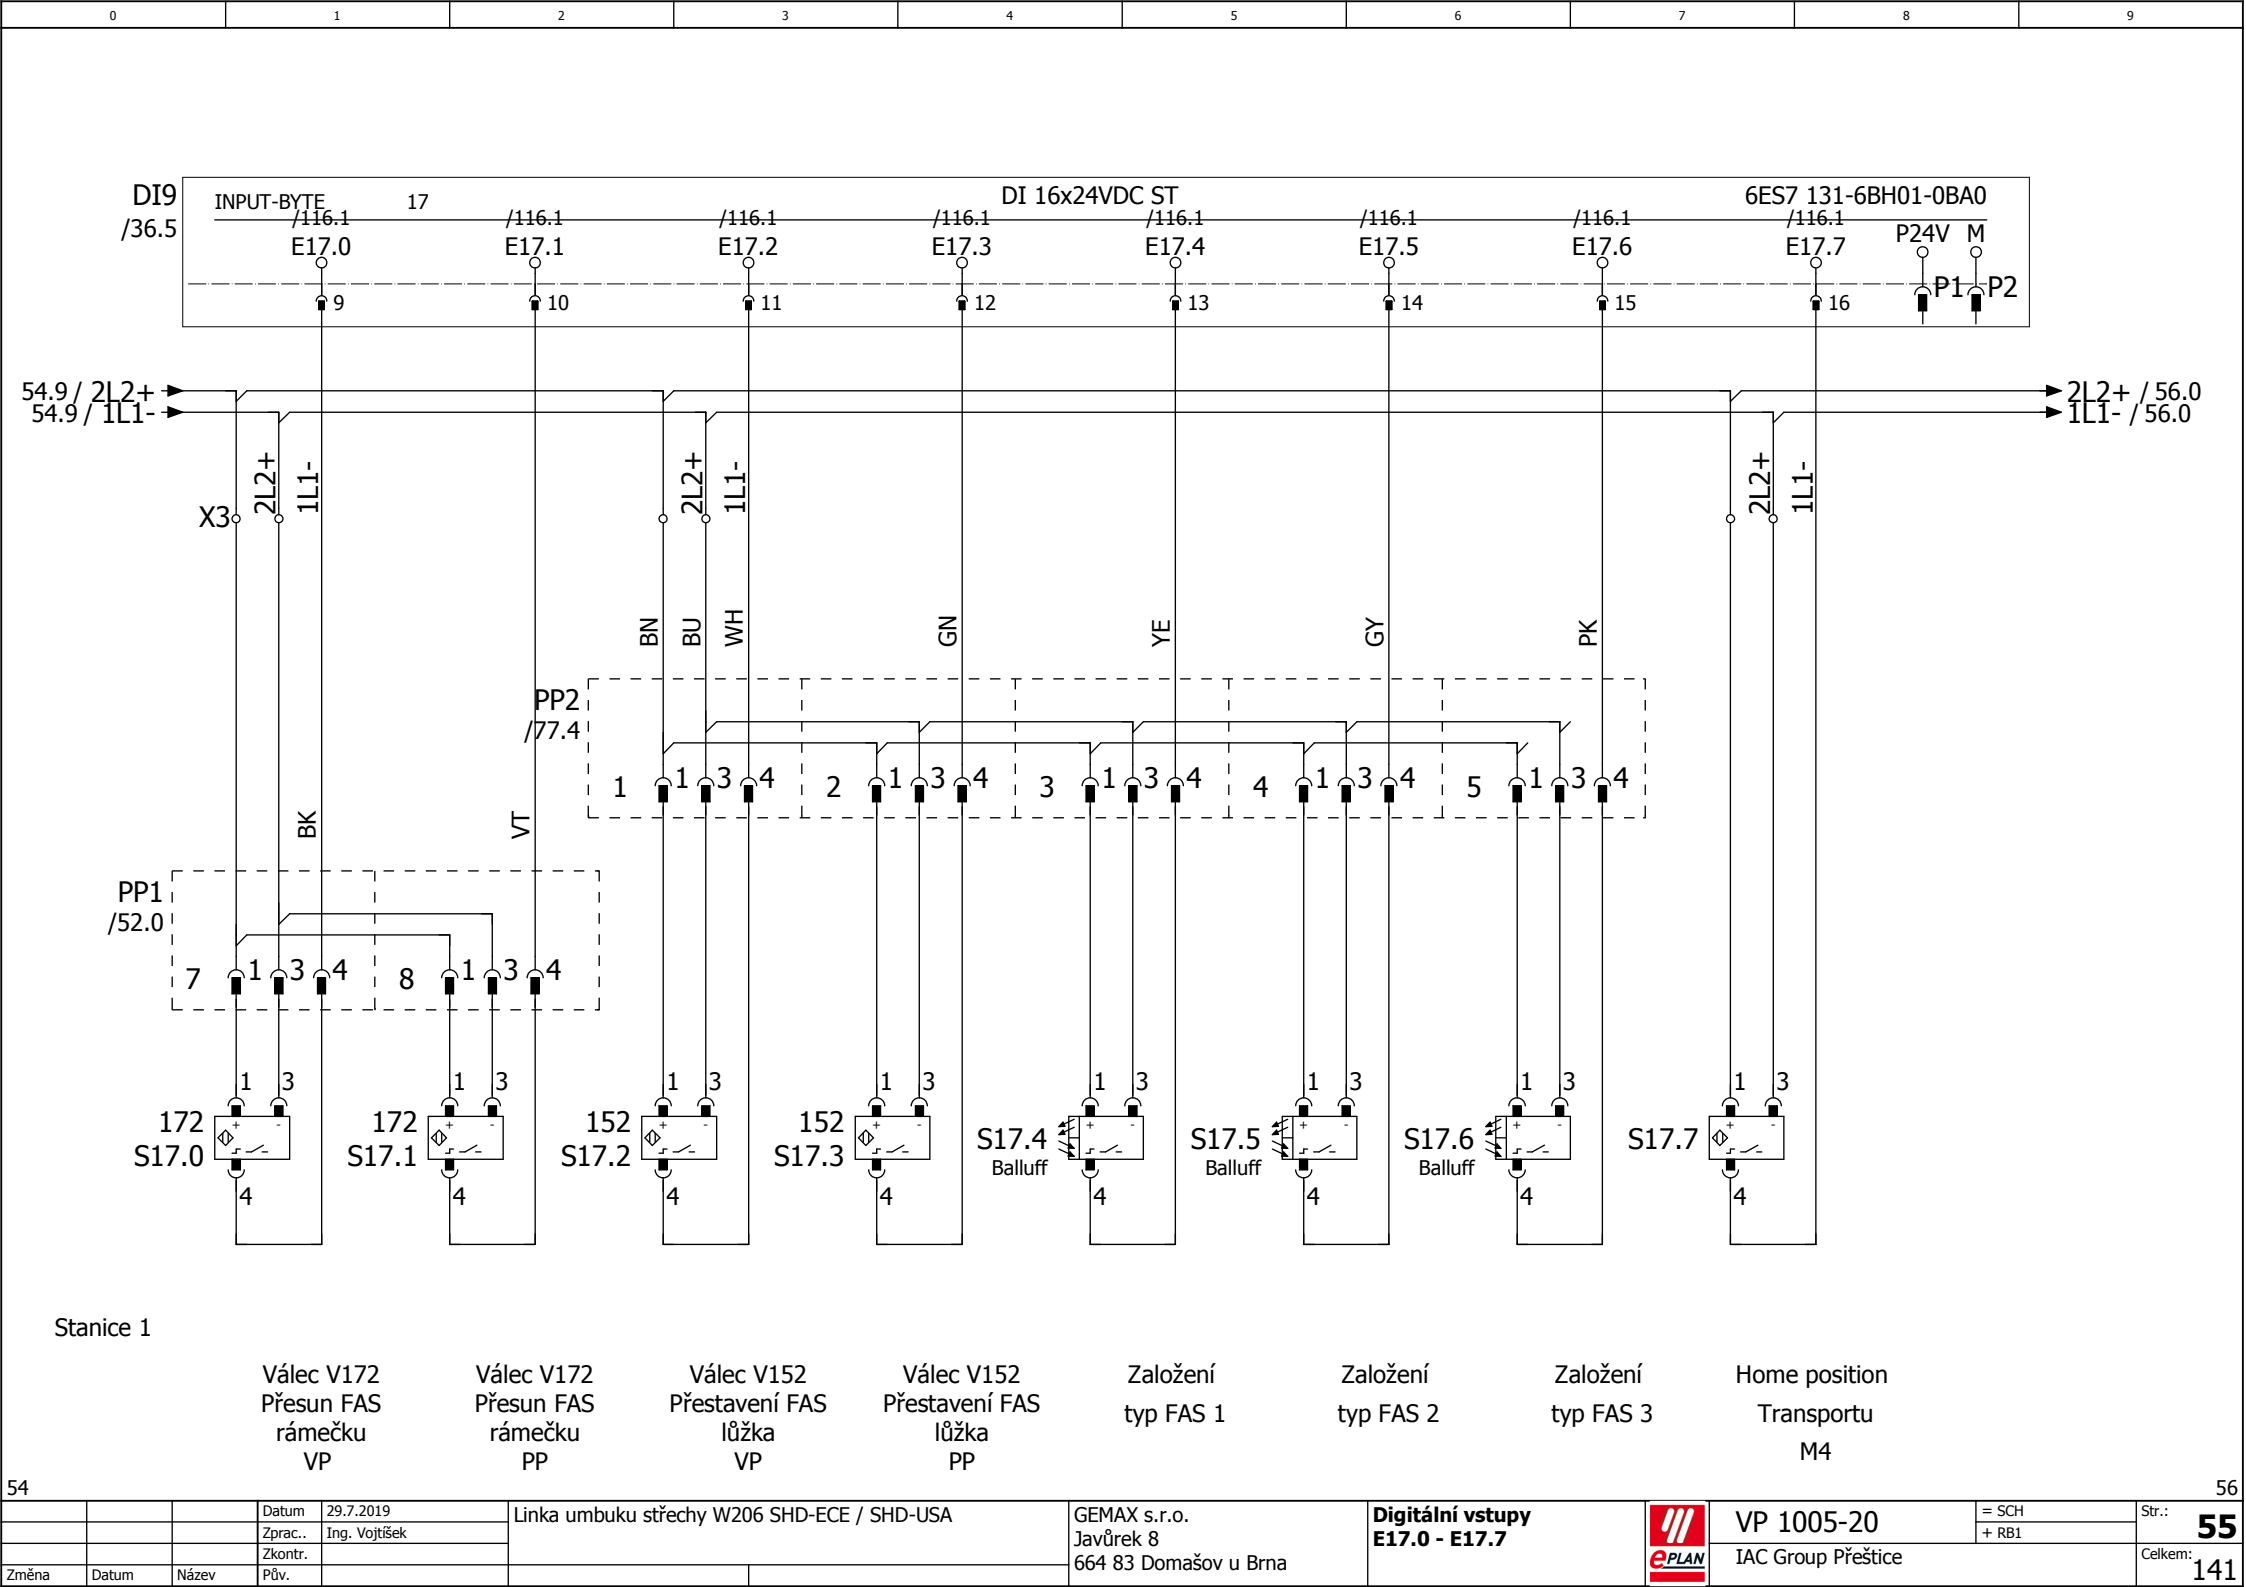 0 1 2 3 4 5 6 7 8 9
DI9
/36.5
INPUT-BYTE 17 DI 16x24VDC ST 6ES7 131-6BH01-0BA0
/116.1 /116.1 /116.1 /116.1 /116.1 /116.1 /116.1 /116.1
E17.0 E17.1 E17.2 E17.3 E17.4 E17.5 E17.6 E17.7 P24V M
9 10 11 12 13 14 15 16 P1 P2
54.9 / 2L2+ 2L2+ / 56.0
54.9 / 1L1- 1L1- / 56.0
2L2+ 1L1- 2L2+ 1L1- 2L2+ 1L1-
X3
BN BU WH GN YE GY PK
PP2
/77.4
1 1 3 4 2 1 3 4 3 1 3 4 4 1 3 4 5 1 3 4
BK VT
PP1
/52.0
7 1 3 4 8 1 3 4
1 3 1 3 1 3 1 3 1 3 1 3 1 3 1 3
172 172 152 152
+ - + - + - + - + - + - + - + -
S17.0 S17.1 S17.2 S17.3 S17.4 S17.5 S17.6 S17.7
Balluff Balluff Balluff
4 4 4 4 4 4 4 4
Stanice 1
Válec V172
Přesun FAS
rámečku
VP
Válec V172
Přesun FAS
rámečku
PP
Válec V152
Přestavení FAS
lůžka
VP
Válec V152
Přestavení FAS
lůžka
PP
Založení
typ FAS 1
Založení
typ FAS 2
Založení
typ FAS 3
Home position
Transportu
M4
54 56
Datum 29.7.2019
Zprac.. Ing. Vojtíšek
Zkontr.
Změna Datum Název Pův.
Linka umbuku střechy W206 SHD-ECE / SHD-USA
GEMAX s.r.o.
Javůrek 8
664 83 Domašov u Brna
Digitální vstupy
E17.0 - E17.7
ePLAN
VP 1005-20
IAC Group Přeštice
= SCH
+ RB1
Str.: 55
Celkem: 141